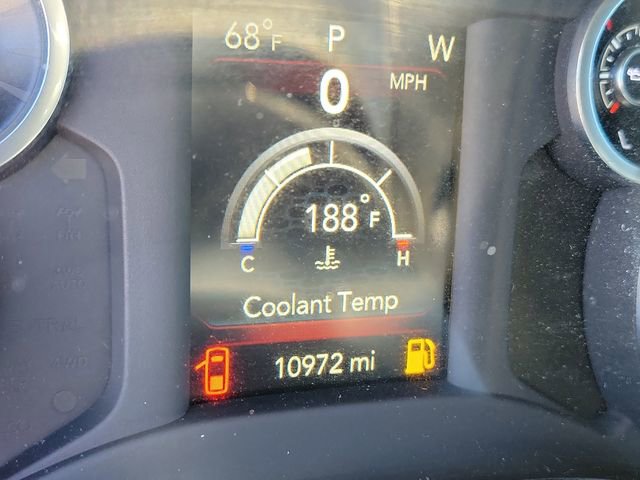 68°F P W
0 MPH
188°F
C H
Coolant Temp
10972 mi
L